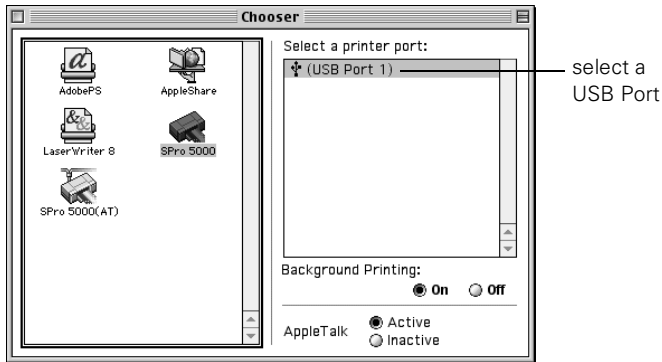 Chooser
AdobePS
AppleShare
LaserWriter 8
SPro 5000
SPro 5000(AT)
Select a printer port:
(USB Port 1)
Background Printing:
On Off
AppleTalk
Active
Inactive
select a
USB Port